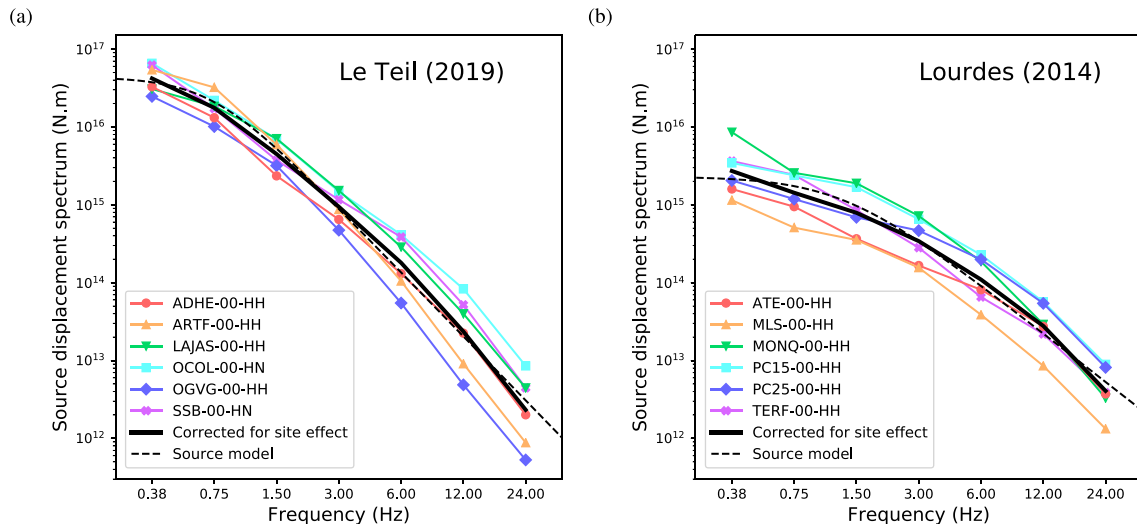 (a)
Le Teil (2019)
Source displacement spectrum (N.m)
10^17
10^16
10^15
10^14
10^13
10^12
ADHE-00-HH
ARTF-00-HH
LAJAS-00-HH
OCOL-00-HN
OGVG-00-HH
SSB-00-HN
Corrected for site effect
Source model
0.38 0.75 1.50 3.00 6.00 12.00 24.00
Frequency (Hz)
(b)
Lourdes (2014)
Source displacement spectrum (N.m)
10^17
10^16
10^15
10^14
10^13
10^12
ATE-00-HH
MLS-00-HH
MONQ-00-HH
PC15-00-HH
PC25-00-HH
TERF-00-HH
Corrected for site effect
Source model
0.38 0.75 1.50 3.00 6.00 12.00 24.00
Frequency (Hz)